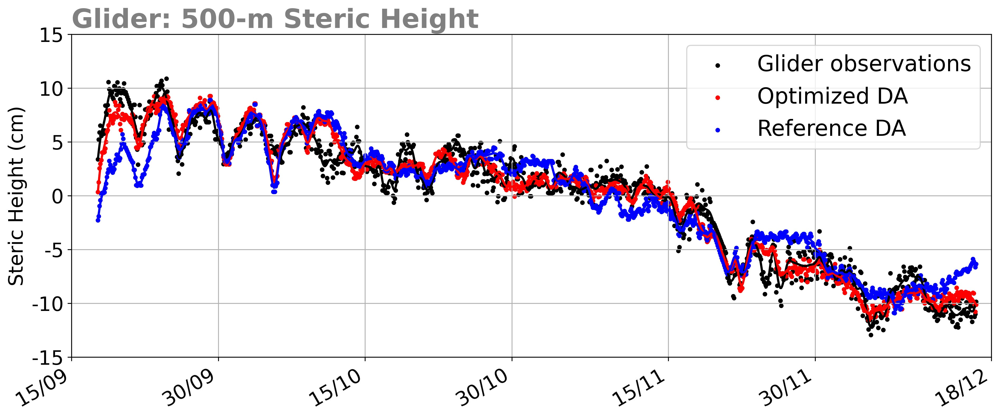 Glider: 500-m Steric Height
Steric Height (cm)
15
10
5
0
-5
-10
-15
Glider observations
Optimized DA
Reference DA
15/09
30/09
15/10
30/10
15/11
30/11
18/12